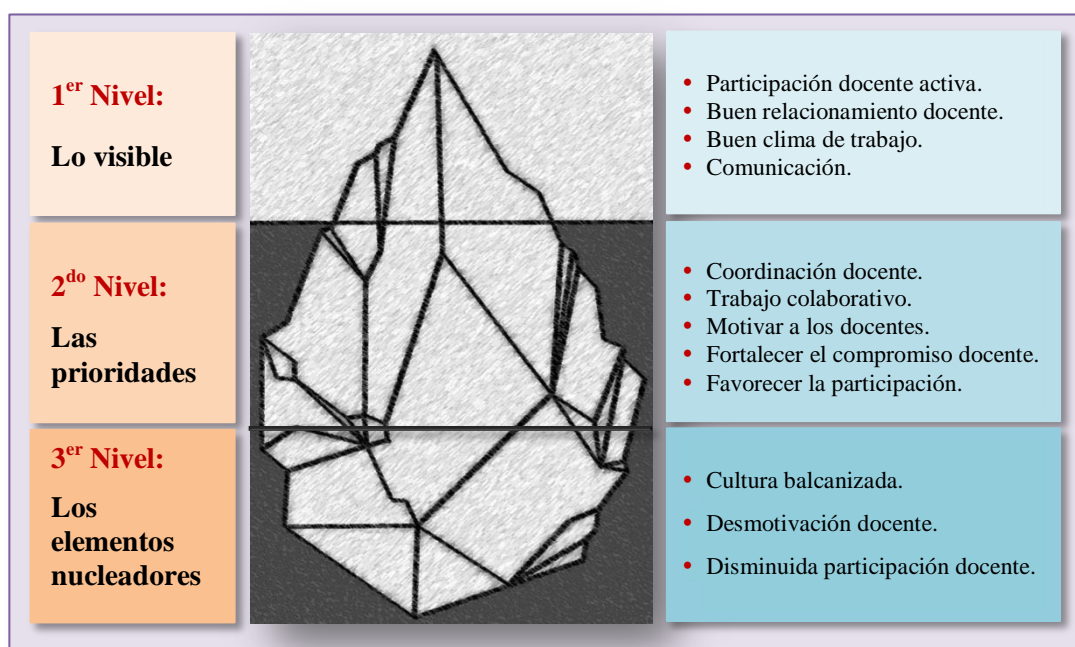 1er Nivel:
Lo visible
• Participación docente activa.
• Buen relacionamiento docente.
• Buen clima de trabajo.
• Comunicación.
2do Nivel:
Las
prioridades
• Coordinación docente.
• Trabajo colaborativo.
• Motivar a los docentes.
• Fortalecer el compromiso docente.
• Favorecer la participación.
3er Nivel:
Los
elementos
nucleadores
• Cultura balcanizada.
• Desmotivación docente.
• Disminuida participación docente.